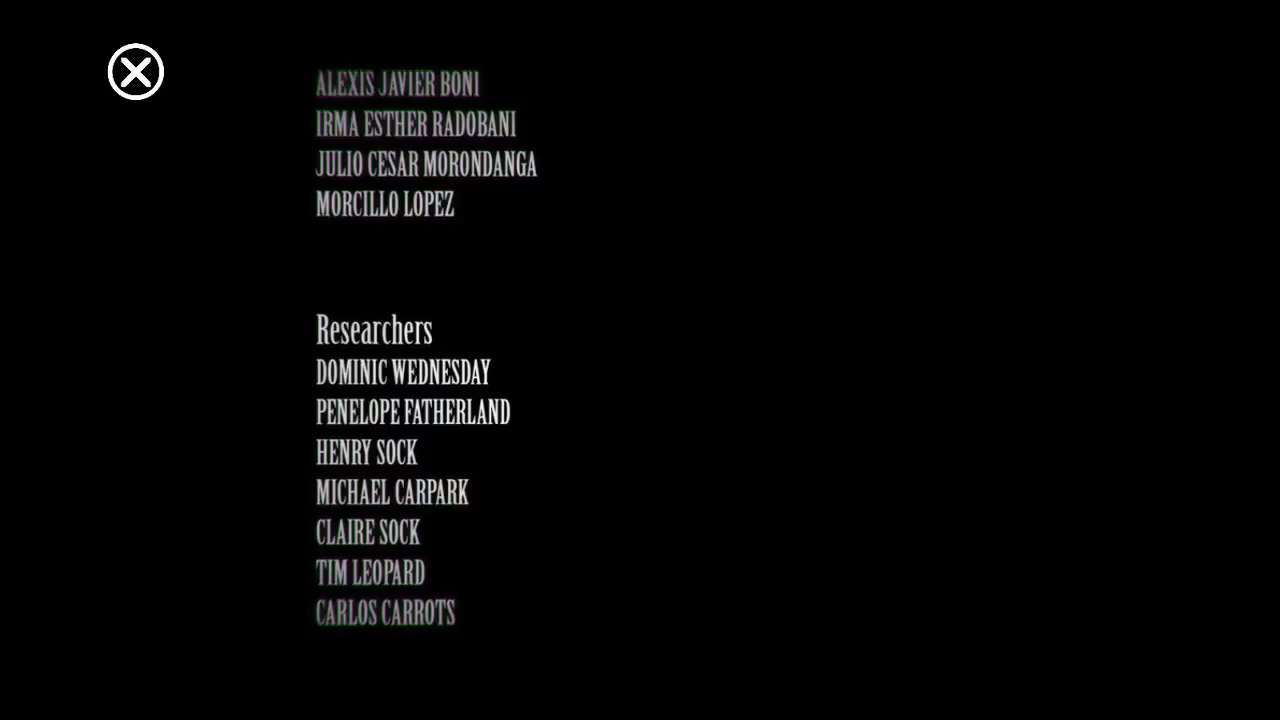 ALEXIS JAVIER BONI
IRMA ESTHER RADOBANI
JULIO CESAR MORONDANGA
MORCILLO LOPEZ
Researchers
DOMINIC WEDNESDAY
PENELOPE FATHERLAND
HENRY SOCK
MICHAEL CARPARK
CLAIRE SOCK
TIM LEOPARD
CARLOS CARROTS